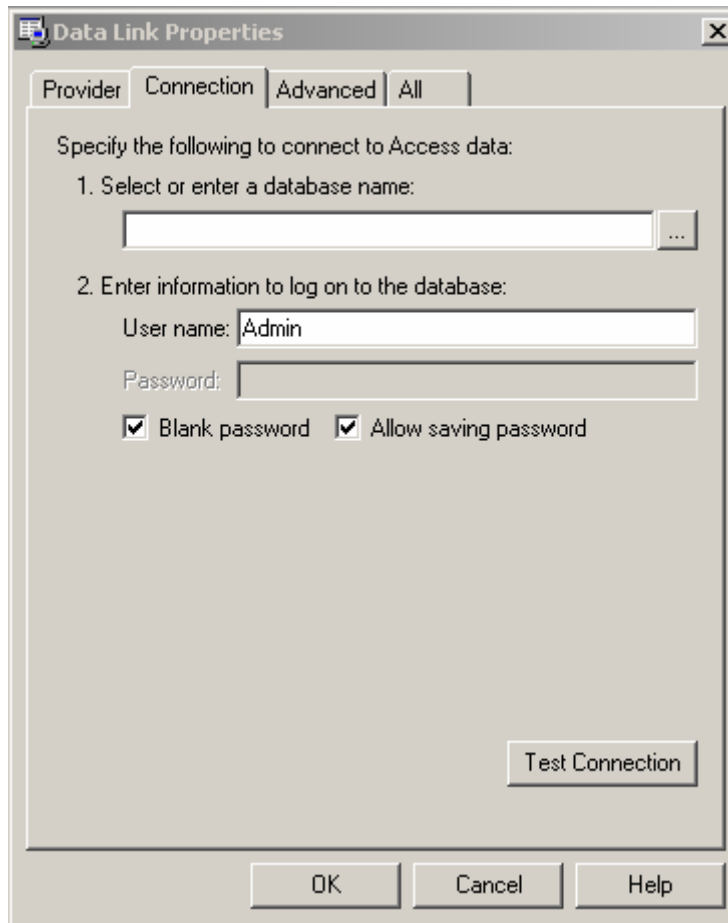 Data Link Properties
Provider Connection Advanced All
Specify the following to connect to Access data:
1. Select or enter a database name:
...
2. Enter information to log on to the database:
User name: Admin
Password:
Blank password Allow saving password
Test Connection
OK Cancel Help